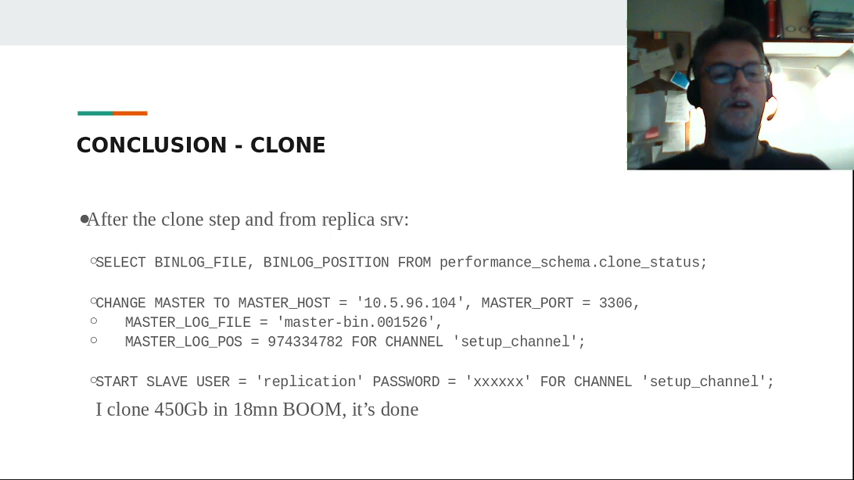 CONCLUSION - CLONE
●After the clone step and from replica srv:
○SELECT BINLOG_FILE, BINLOG_POSITION FROM performance_schema.clone_status;
○CHANGE MASTER TO MASTER_HOST = '10.5.96.104', MASTER_PORT = 3306,
○ MASTER_LOG_FILE = 'master-bin.001526',
○ MASTER_LOG_POS = 974334782 FOR CHANNEL 'setup_channel';
○START SLAVE USER = 'replication' PASSWORD = 'xxxxxx' FOR CHANNEL 'setup_channel';
I clone 450Gb in 18mn BOOM, it’s done